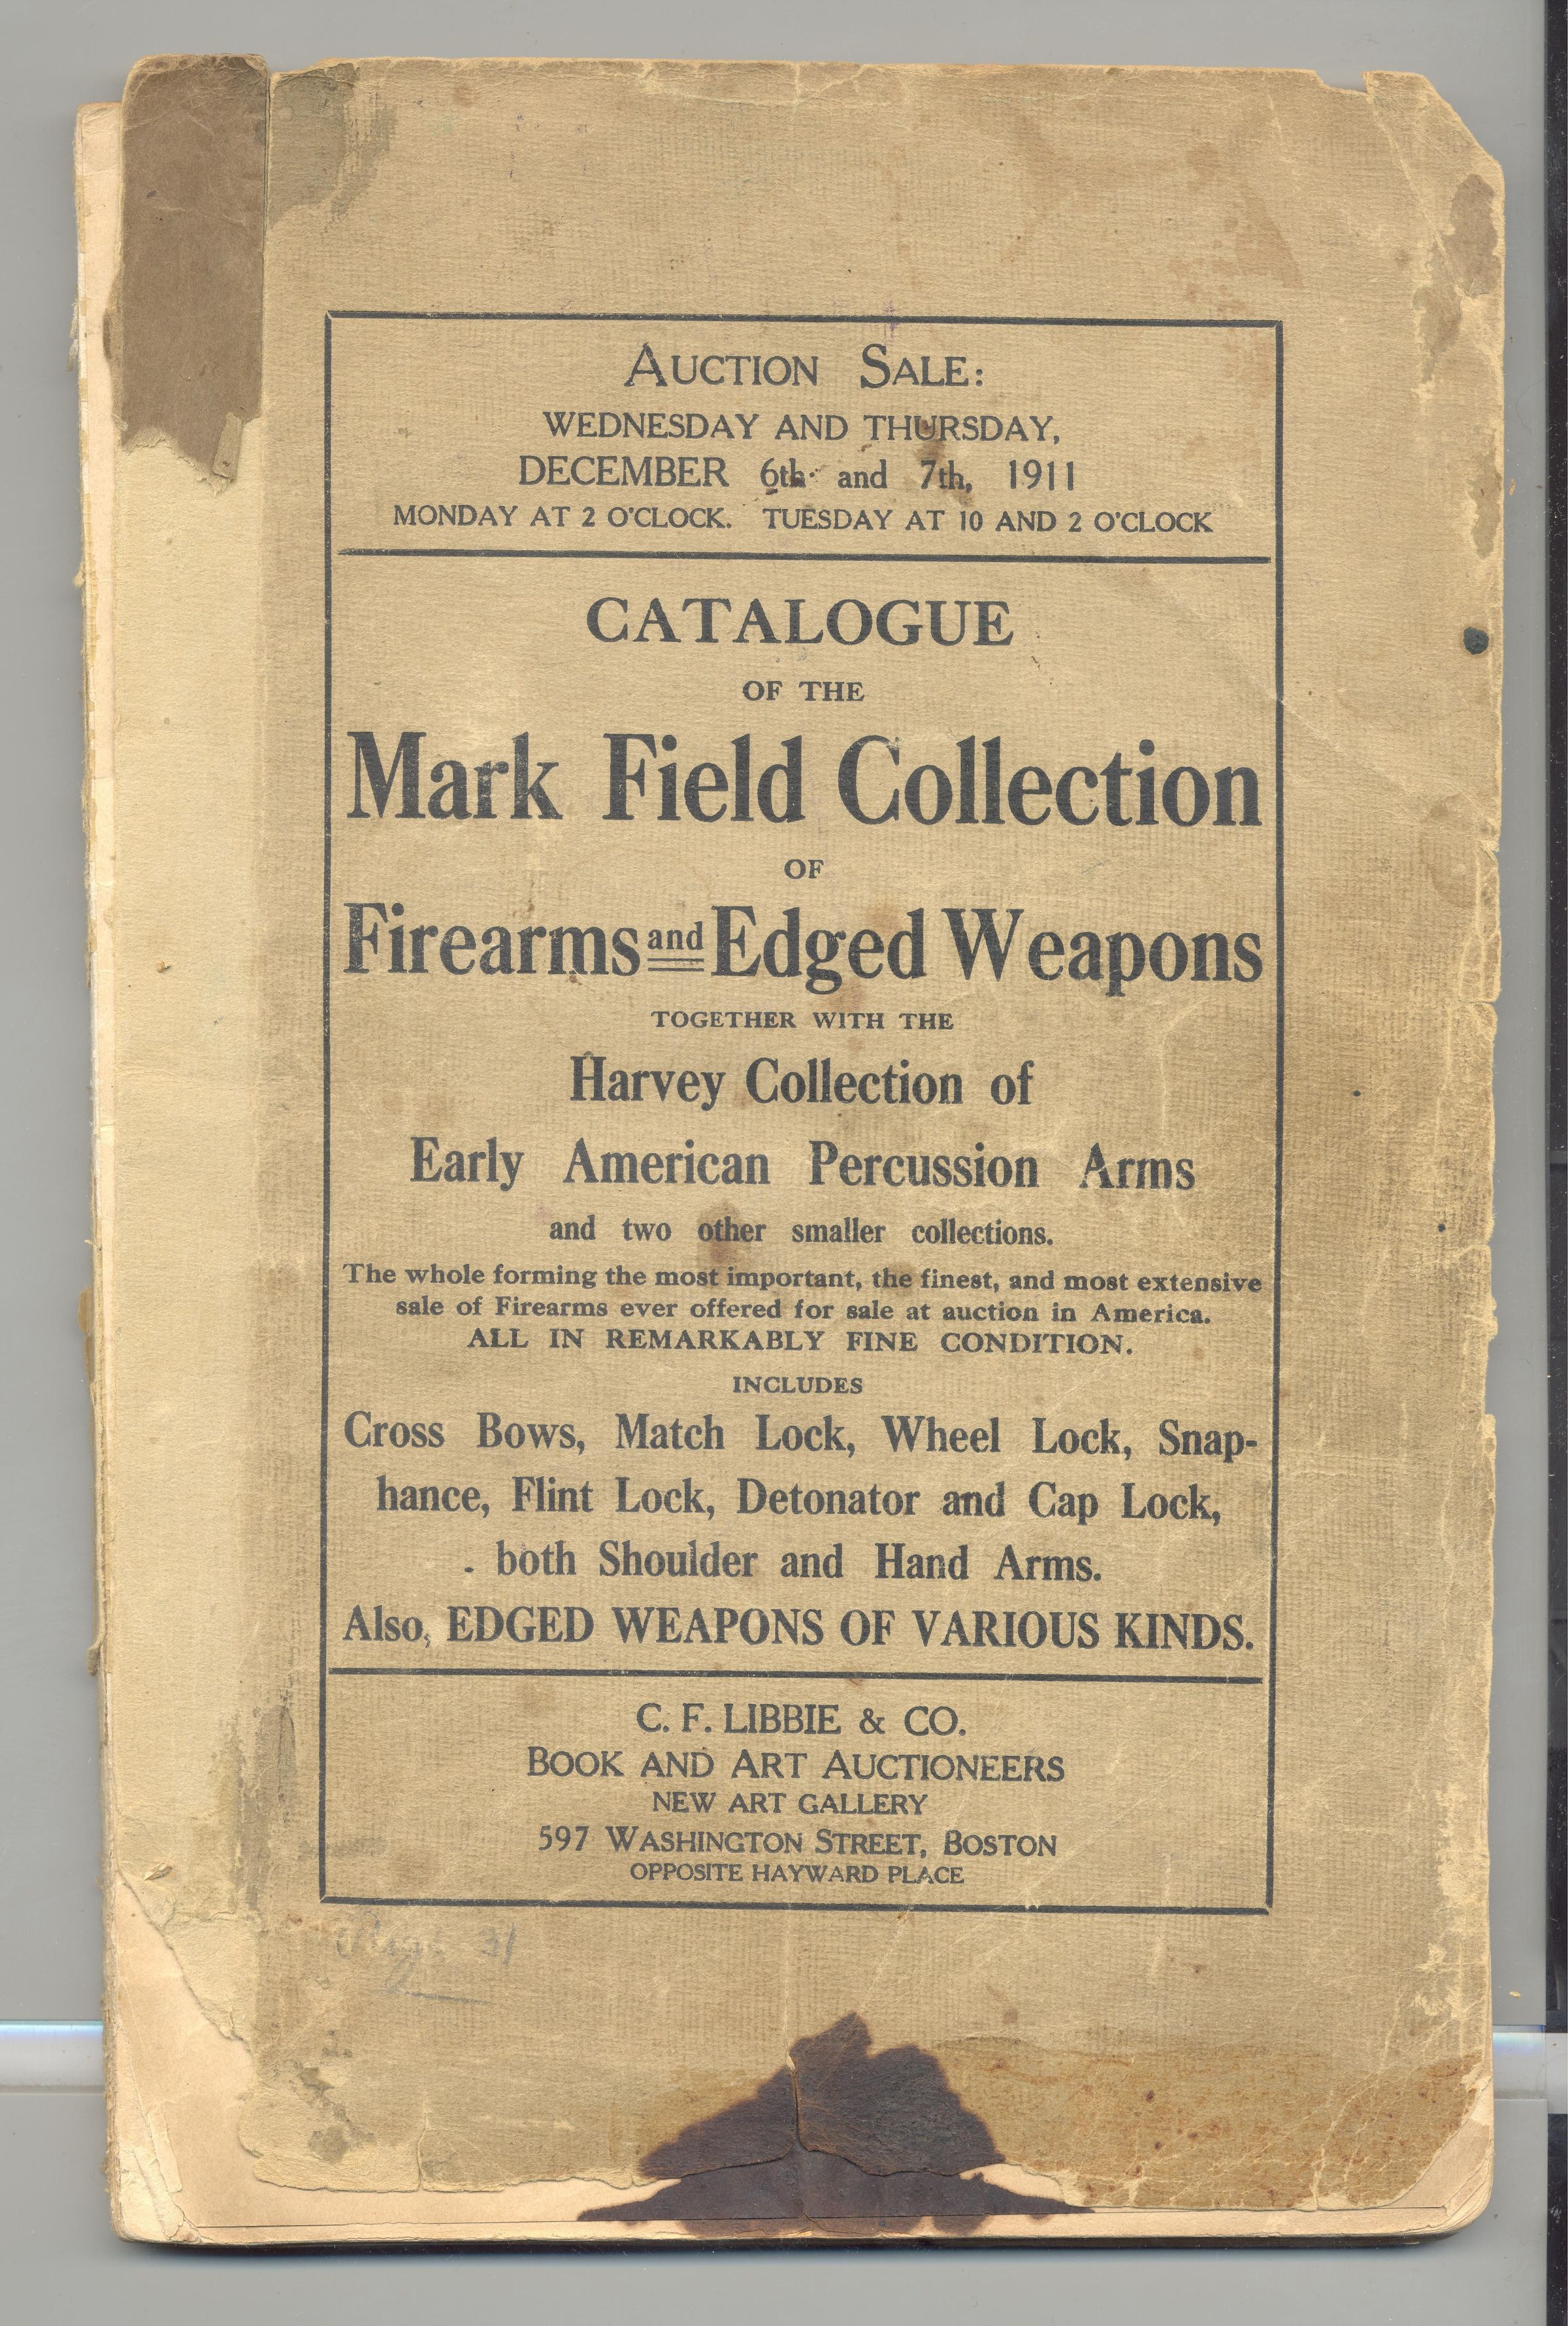 AUCTION SALE:
WEDNESDAY AND THURSDAY,
DECEMBER 6th and 7th, 1911
MONDAY AT 2 O'CLOCK. TUESDAY AT 10 AND 2 O'CLOCK
CATALOGUE
OF THE
Mark Field Collection
OF
Firearms and Edged Weapons
TOGETHER WITH THE
Harvey Collection of
Early American Percussion Arms
and two other smaller collections.
The whole forming the most important, the finest, and most extensive
sale of Firearms ever offered for sale at auction in America.
ALL IN REMARKABLY FINE CONDITION.
INCLUDES
Cross Bows, Match Lock, Wheel Lock, Snap-
hance, Flint Lock, Detonator and Cap Lock,
both Shoulder and Hand Arms.
Also, EDGED WEAPONS OF VARIOUS KINDS.
C. F. LIBBIE & CO.
BOOK AND ART AUCTIONEERS
NEW ART GALLERY
597 WASHINGTON STREET, BOSTON
OPPOSITE HAYWARD PLACE
31